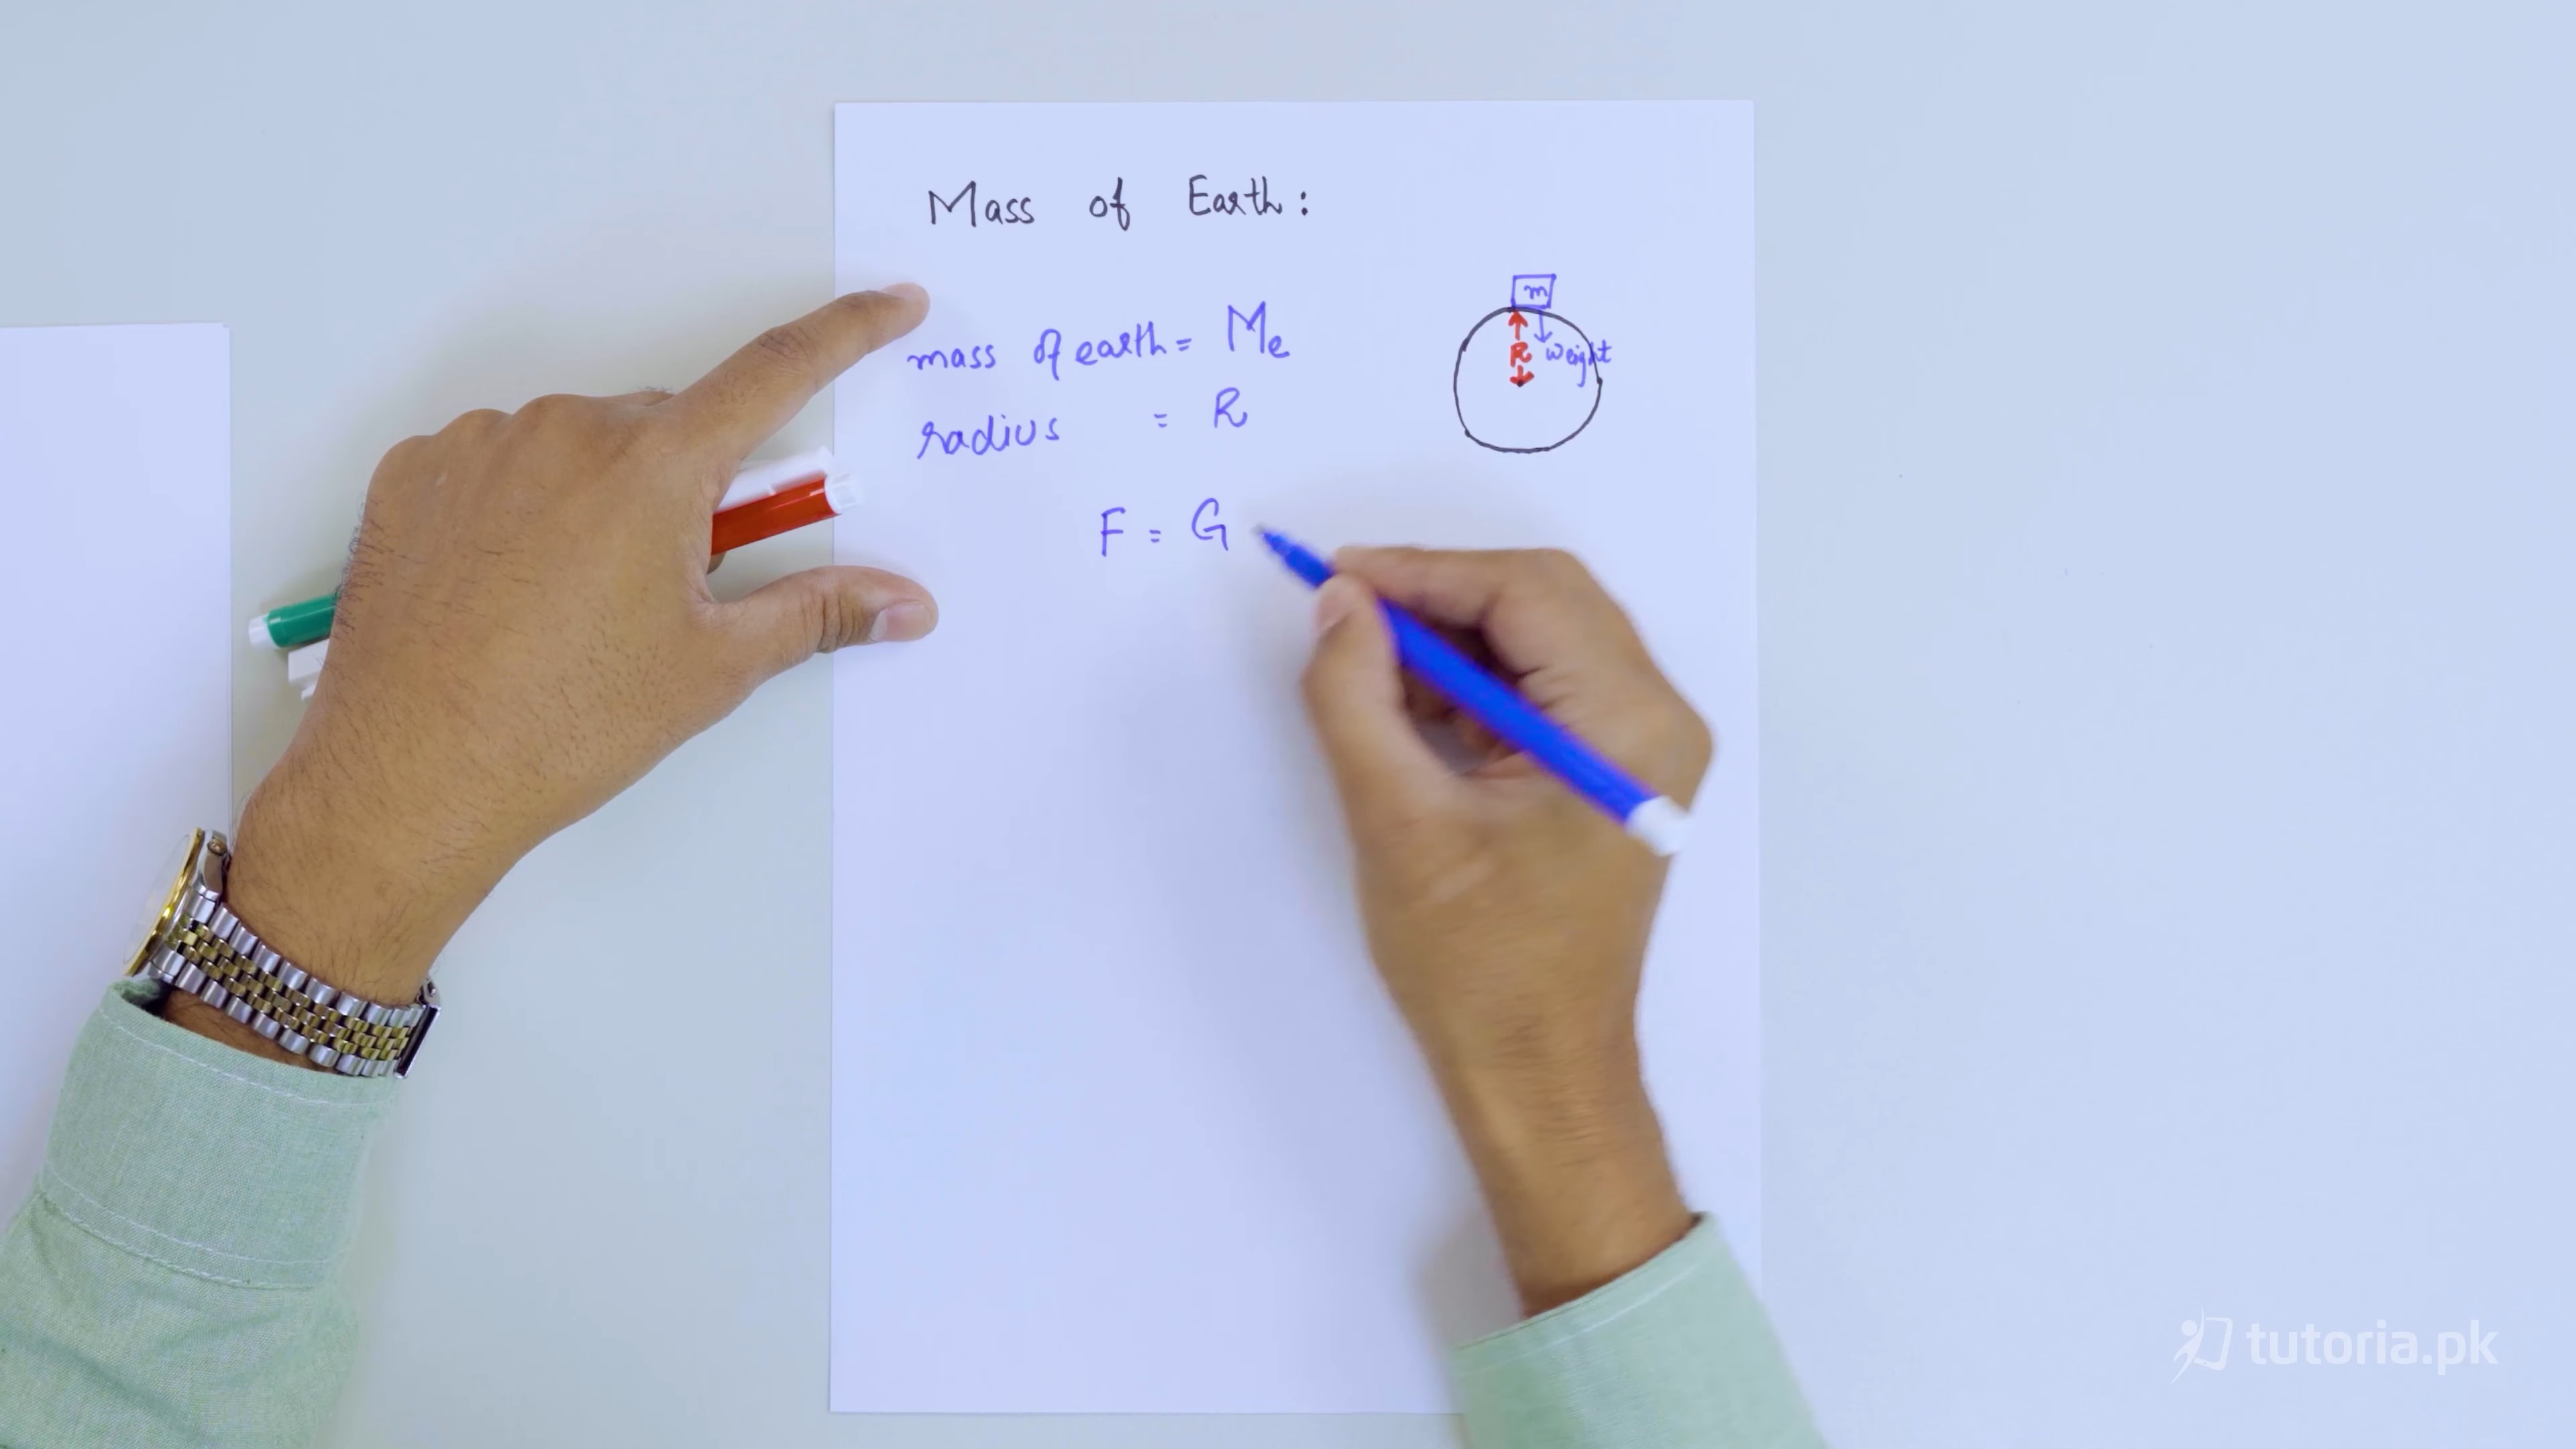 Mass of Earth:
m
mass of earth = Me
R weight
radius = R
F = G
tutoria.pk